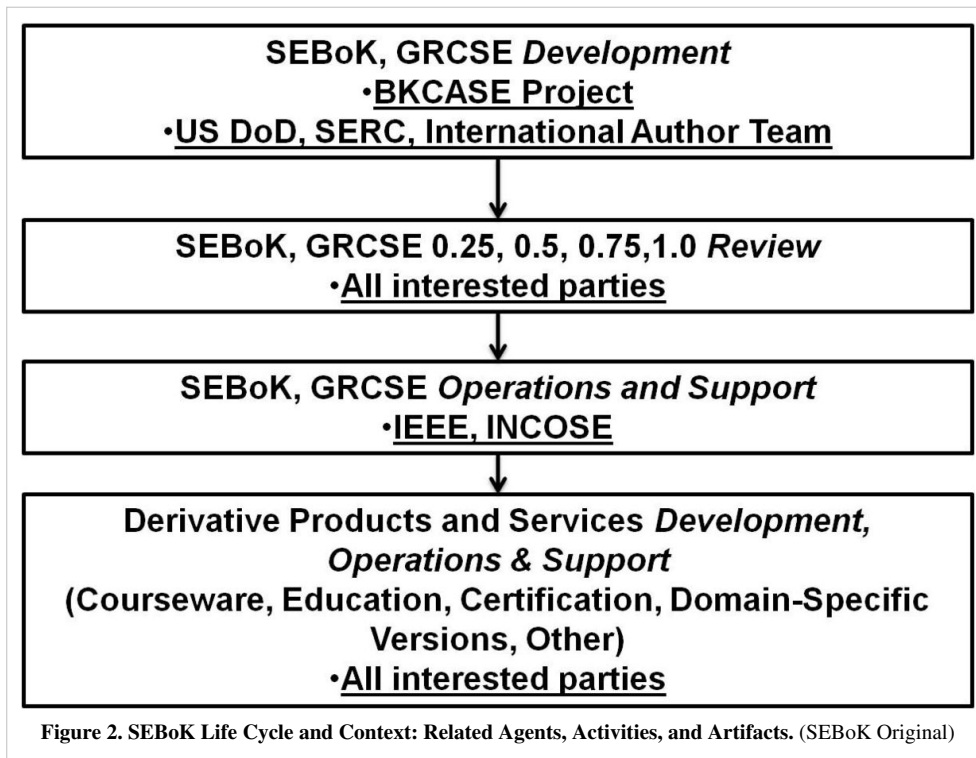 SEBoK, GRCSE Development
•BKCASE Project
•US DoD, SERC, International Author Team
SEBoK, GRCSE 0.25, 0.5, 0.75,1.0 Review
•All interested parties
SEBoK, GRCSE Operations and Support
•IEEE, INCOSE
Derivative Products and Services Development,
Operations & Support
(Courseware, Education, Certification, Domain-Specific
Versions, Other)
•All interested parties
Figure 2. SEBoK Life Cycle and Context: Related Agents, Activities, and Artifacts. (SEBoK Original)